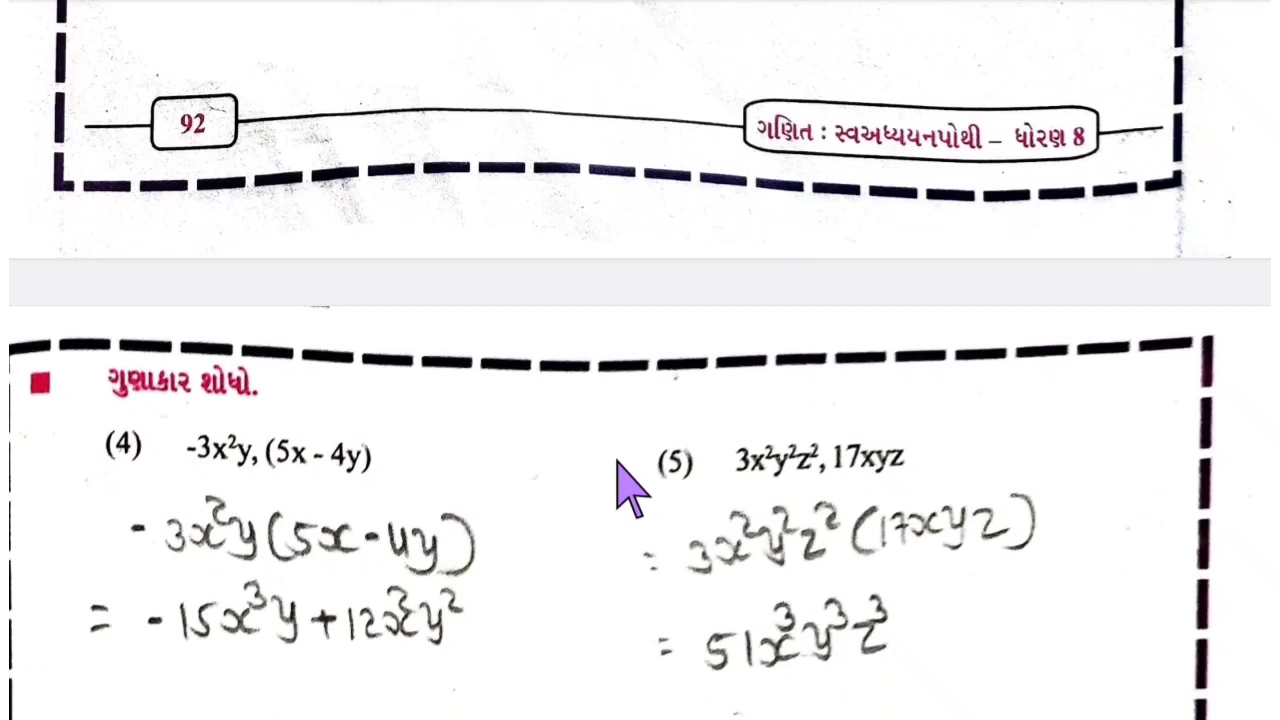 92
ગણિત : સ્વઅધ્યયનપોથી – ધોરણ 8
ગુણાકાર શોધો.
(4) -3x²y, (5x - 4y)
- 3x²y(5x - 4y)
= -15x³y + 12x²y²
(5) 3x²y²z², 17xyz
= 3x²y²z² (17xyz)
= 51x³y³z³